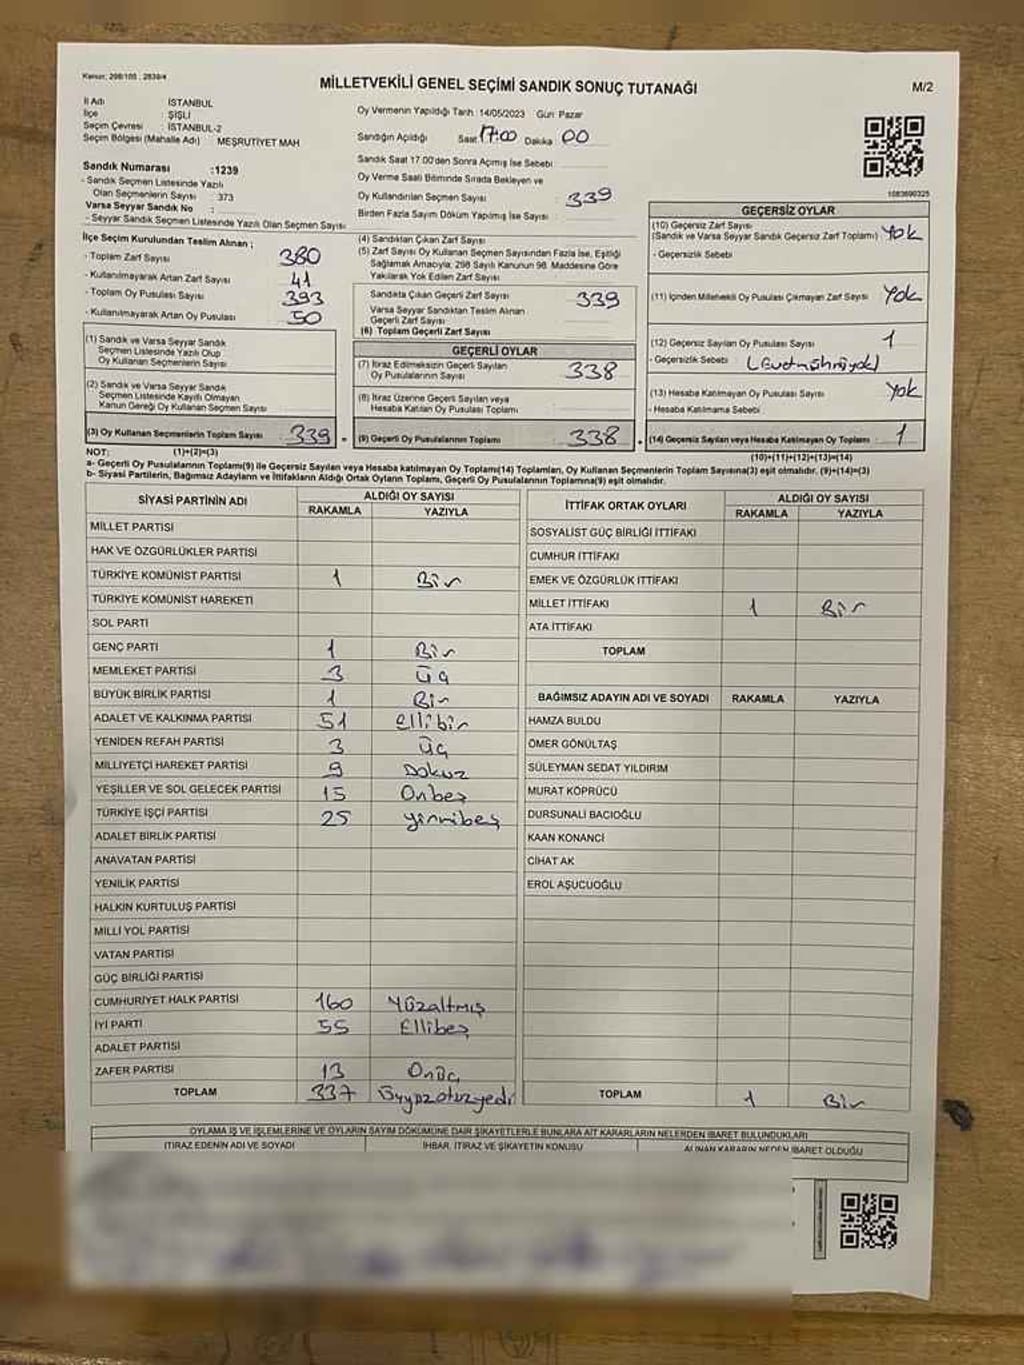 Kanun: 298/105 ; 2839/4
MİLLETVEKİLİ GENEL SEÇİMİ SANDIK SONUÇ TUTANAĞI
M/2
İl Adı İSTANBUL
İlçe ŞİŞLİ
Seçim Çevresi : İSTANBUL-2
Seçim Bölgesi (Mahalle Adı) MEŞRUTİYET MAH
Oy Vermenin Yapıldığı Tarih :14/05/2023 Gün: Pazar
Sandığın Açıldığı Saat 17:00 Dakika 00
Sandık Saat 17.00'den Sonra Açımış İse Sebebi
Oy Verme Saati Bitiminde Sırada Bekleyen ve
Oy Kullandırılan Seçmen Sayısı : 339
Birden Fazla Sayım Döküm Yapılmış İse Sayısı
Sandık Numarası :1239
- Sandık Seçmen Listesinde Yazılı
Olan Seçmenlerin Sayısı : 373
Varsa Seyyar Sandık No :
- Seyyar Sandık Seçmen Listesinde Yazılı Olan Seçmen Sayısı
İlçe Seçim Kurulundan Teslim Alınan ;
- Toplam Zarf Sayısı 380
- Kullanılmayarak Artan Zarf Sayısı 41
- Toplam Oy Pusulası Sayısı 393
- Kullanılmayarak Artan Oy Pusulası 50
(1) Sandık ve Varsa Seyyar Sandık
Seçmen Listesinde Yazılı Olup
Oy Kullanan Seçmenlerin Sayısı
(2) Sandık ve Varsa Seyyar Sandık
Seçmen Listesinde Kaydı Olmayan
Kanun Gereği Oy Kullanan Seçmen Sayısı
(3) Oy Kullanan Seçmenlerin Toplam Sayısı 339
(1)+(2)=(3)
(4) Sandıktan Çıkan Zarf Sayısı
(5) Zarf Sayısı Oy Kullanan Seçmen Sayısından Fazla İse, Eşitliği
Sağlamak Amacıyla, 298 Sayılı Kanunun 98. Maddesine Göre
Yakılarak Yok Edilen Zarf Sayısı
Sandıkta Çıkan Geçerli Zarf Sayısı 339
Varsa Seyyar Sandıktan Teslim Alınan
Geçerli Zarf Sayısı
(6) Toplam Geçerli Zarf Sayısı
GEÇERLİ OYLAR
(7) İtiraz Edilmeksizin Geçerli Sayılan
Oy Pusulalarının Sayısı 338
(8) İtiraz Üzerine Geçerli Sayılan veya
Hesaba Katılan Oy Pusulası Toplamı
(9) Geçerli Oy Pusulalarının Toplamı 338
1083690325
GEÇERSİZ OYLAR
(10) Geçersiz Zarf Sayısı
(Sandık ve Varsa Seyyar Sandık Geçersiz Zarf Toplamı) Yok
- Geçersizlik Sebebi
(11) İçinden Milletvekili Oy Pusulası Çıkmayan Zarf Sayısı Yok
(12) Geçersiz Sayılan Oy Pusulası Sayısı 1
- Geçersizlik Sebebi
(13) Hesaba Katılmayan Oy Pusulası Sayısı Yok
- Hesaba Katılmama Sebebi
(14) Geçersiz Sayılan veya Hesaba Katılmayan Oy Toplamı 1
(10)+(11)+(12)+(13)=(14)
NOT:
a- Geçerli Oy Pusulalarının Toplamı(9) ile Geçersiz Sayılan veya Hesaba katılmayan Oy Toplamı(14) Toplamları, Oy Kullanan Seçmenlerin Toplam Sayısına(3) eşit olmalıdır. (9)+(14)=(3)
b- Siyasi Partilerin, Bağımsız Adayların ve İttifakların Aldığı Ortak Oyların Toplamı, Geçerli Oy Pusulalarının Toplamına(9) eşit olmalıdır.
SİYASİ PARTİNİN ADI ALDIĞI OY SAYISI
RAKAMLA YAZIYLA
MİLLET PARTİSİ
HAK VE ÖZGÜRLÜKLER PARTİSİ
TÜRKİYE KOMÜNİST PARTİSİ 1 Bir
TÜRKİYE KOMÜNİST HAREKETİ
SOL PARTİ
GENÇ PARTİ 1 Bir
MEMLEKET PARTİSİ 3 Üç
BÜYÜK BİRLİK PARTİSİ 1 Bir
ADALET VE KALKINMA PARTİSİ 51 Ellibir
YENİDEN REFAH PARTİSİ 3 Üç
MİLLİYETÇİ HAREKET PARTİSİ 9 Dokuz
YEŞİLLER VE SOL GELECEK PARTİSİ 15 Onbeş
TÜRKİYE İŞÇİ PARTİSİ 25 yirmibeş
ADALET BİRLİK PARTİSİ
ANAVATAN PARTİSİ
YENİLİK PARTİSİ
HALKIN KURTULUŞ PARTİSİ
MİLLİ YOL PARTİSİ
VATAN PARTİSİ
GÜÇ BİRLİĞİ PARTİSİ
CUMHURİYET HALK PARTİSİ 160 Yüzaltmış
İYİ PARTİ 55 Ellibeş
ADALET PARTİSİ
ZAFER PARTİSİ 13 Onüç
TOPLAM 337 Üçyüzotuzyedi
İTTİFAK ORTAK OYLARI ALDIĞI OY SAYISI
RAKAMLA YAZIYLA
SOSYALİST GÜÇ BİRLİĞİ İTTİFAKI
CUMHUR İTTİFAKI
EMEK VE ÖZGÜRLÜK İTTİFAKI
MİLLET İTTİFAKI 1 Bir
ATA İTTİFAKI
TOPLAM
BAĞIMSIZ ADAYIN ADI VE SOYADI RAKAMLA YAZIYLA
HAMZA BULDU
ÖMER GÖNÜLTAŞ
SÜLEYMAN SEDAT YILDIRIM
MURAT KÖPRÜCÜ
DURSUNALİ BACIOĞLU
KAAN KONANCİ
CİHAT AK
EROL AŞUCUOĞLU
TOPLAM 1 Bir
OYLAMA İŞ VE İŞLEMLERİNE VE OYLARIN SAYIM DÖKÜMÜNE DAİR ŞİKAYETLERLE BUNLARA AİT KARARLARIN NELERDEN İBARET BULUNDUKLARI
İTİRAZ EDENİN ADI VE SOYADI İHBAR, İTİRAZ VE ŞİKAYETİN KONUSU ALINAN KARARIN NEDEN İBARET OLDUĞU